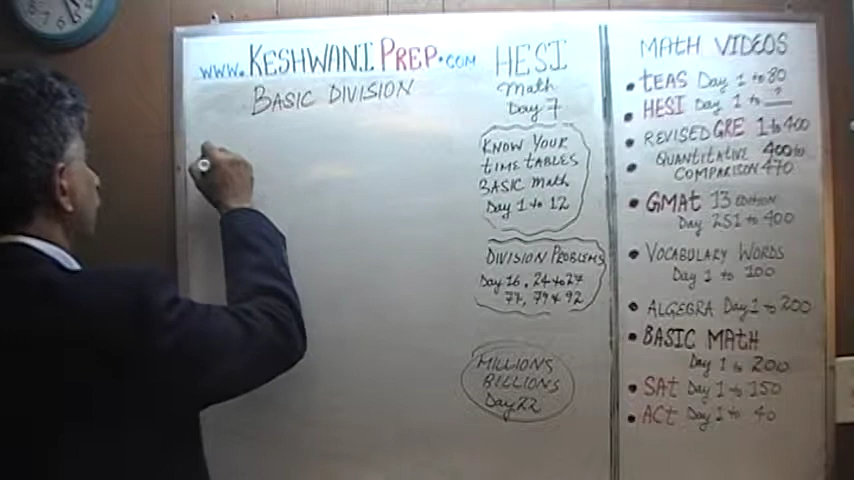 www.KESHWANI PREP.COM
BASIC DIVISION
HESI
Math
Day 7
KNOW YOUR
TIME TABLES
BASIC Math
Day 1 to 12
DIVISION PROBLEMS
Day 16, 24 to 27
77, 79 & 92
MILLIONS
BILLIONS
Day 22
MATH VIDEOS
• TEAS Day 1 to 80
• HESI Day 1 to ?
• REVISED GRE 1 to 400
• QUANTITATIVE 400 to
COMPARISON 470
• GMAT 13 EDITION
Day 251 to 400
• VOCABULARY WORDS
Day 1 to 100
• ALGEBRA Day 1 to 200
• BASIC MATH
Day 1 to 200
• SAT Day 1 to 150
• ACT Day 1 to 40